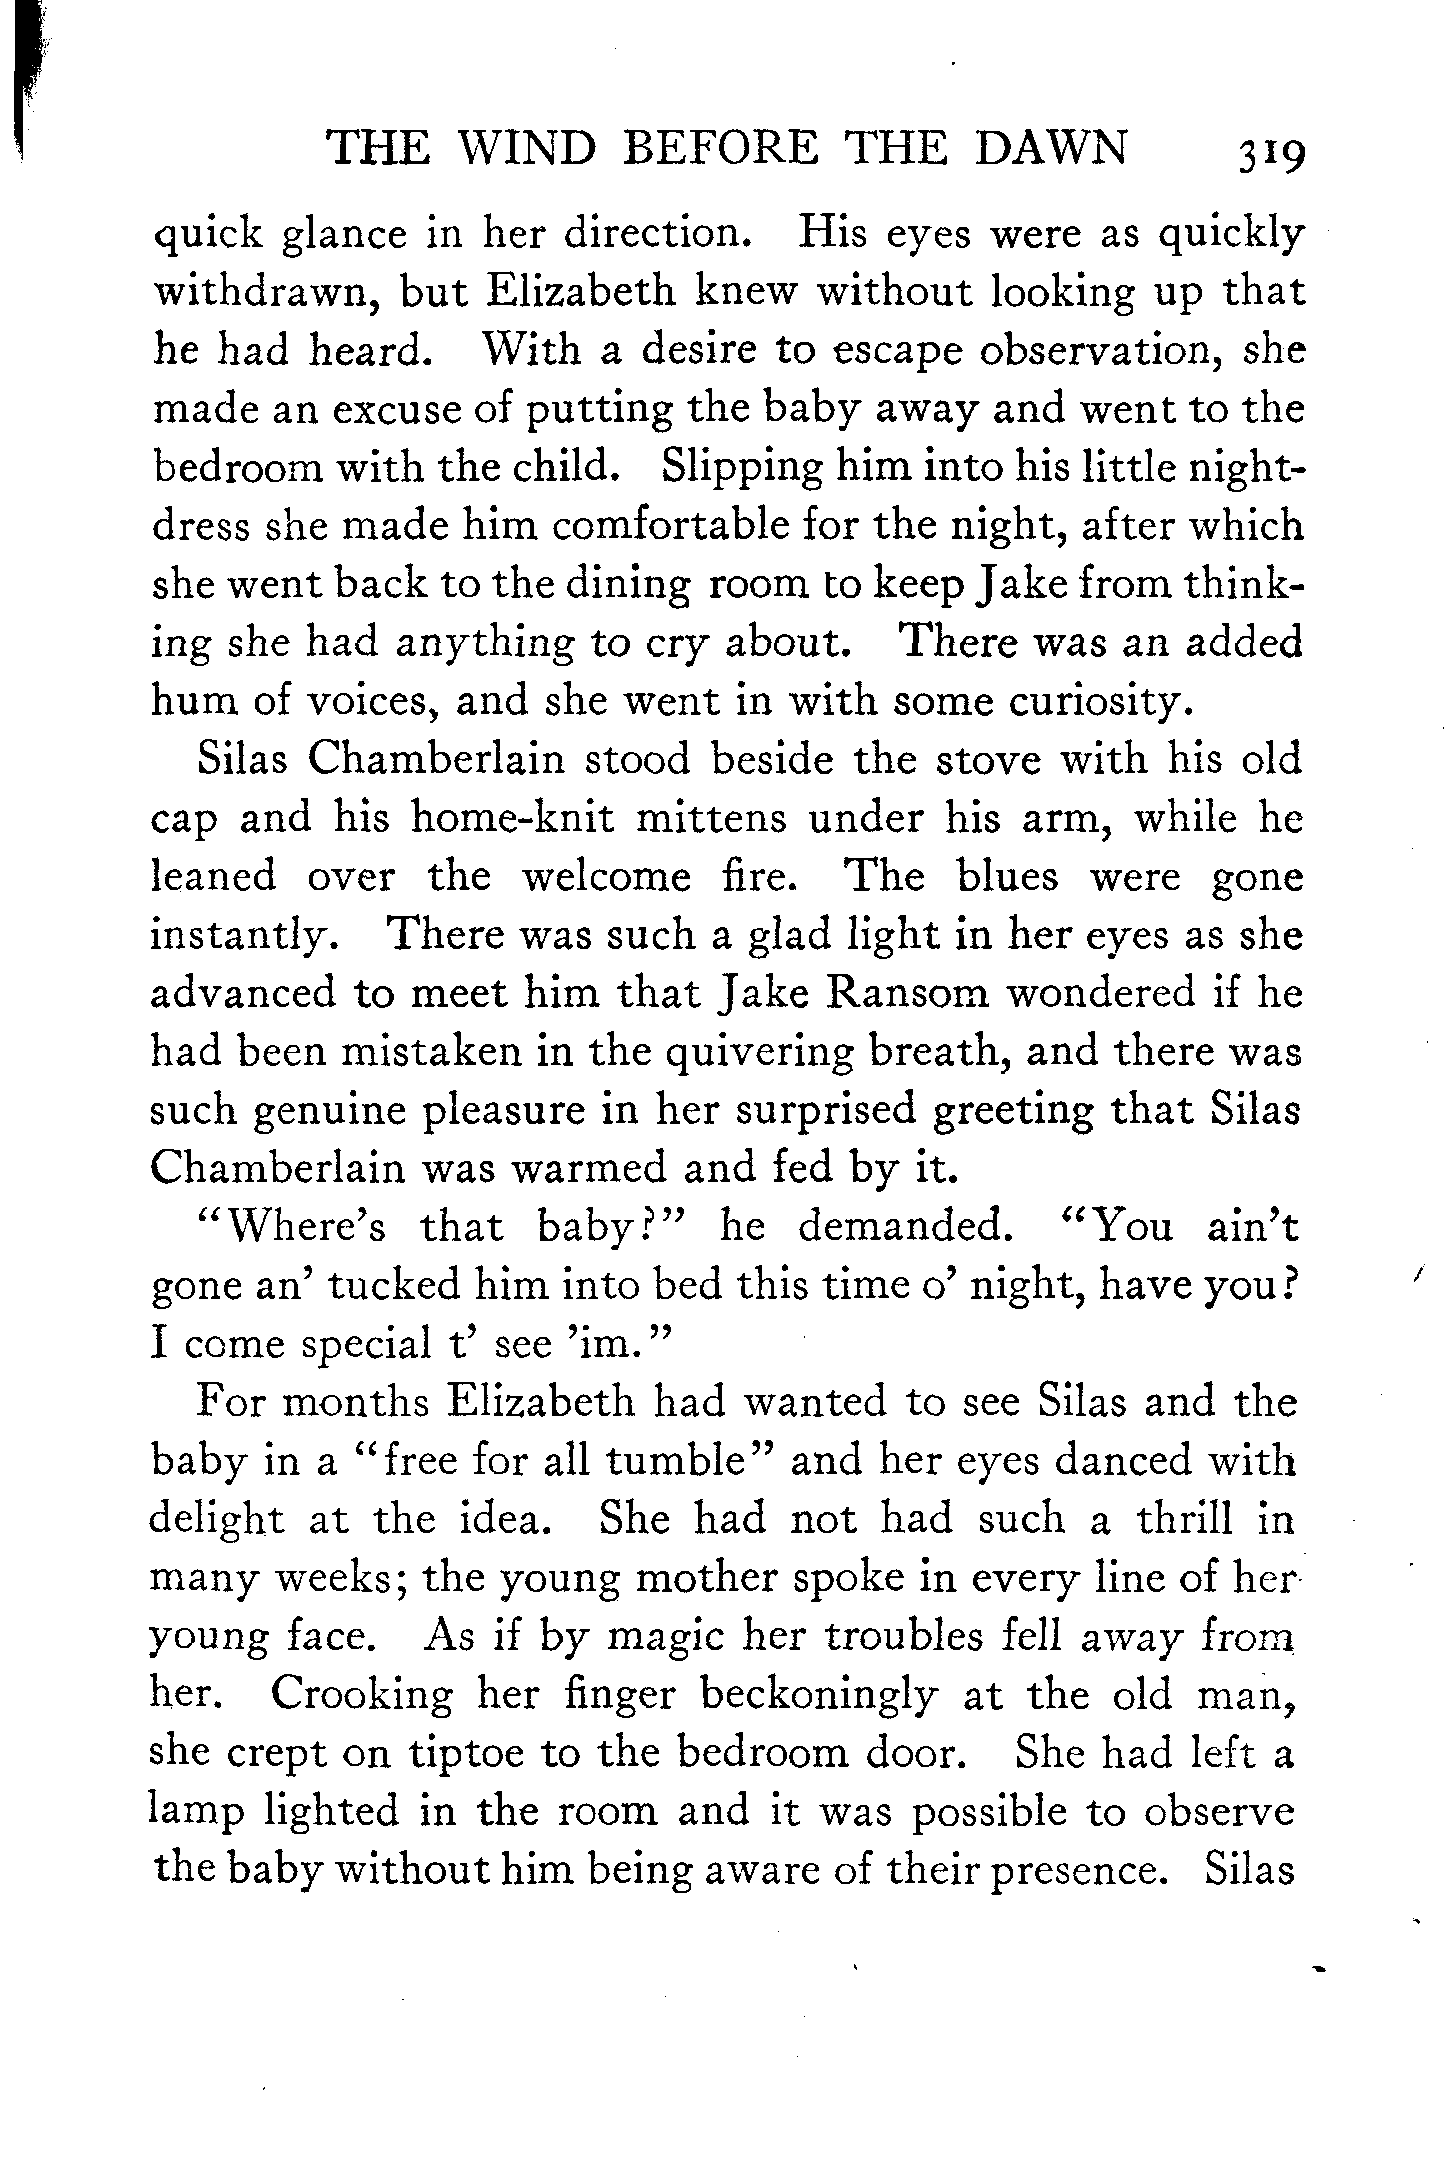 THE WIND BEFORE THE DAWN 319
quick glance in her direction. His eyes were as quickly
withdrawn, but Elizabeth knew without looking up that
he had heard. With a desire to escape observation, she
made an excuse of putting the baby away and went to the
bedroom with the child. Slipping him into his little night-
dress she made him comfortable for the night, after which
she went back to the dining room to keep Jake from think-
ing she had anything to cry about. There was an added
hum of voices, and she went in with some curiosity.
Silas Chamberlain stood beside the stove with his old
cap and his home-knit mittens under his arm, while he
leaned over the welcome fire. The blues were gone
instantly. There was such a glad light in her eyes as she
advanced to meet him that Jake Ransom wondered if he
had been mistaken in the quivering breath, and there was
such genuine pleasure in her surprised greeting that Silas
Chamberlain was warmed and fed by it.
“Where’s that baby?” he demanded. “You ain’t
gone an’ tucked him into bed this time o’ night, have you?
I come special t’ see ’im.”
For months Elizabeth had wanted to see Silas and the
baby in a “free for all tumble” and her eyes danced with
delight at the idea. She had not had such a thrill in
many weeks; the young mother spoke in every line of her
young face. As if by magic her troubles fell away from
her. Crooking her finger beckoningly at the old man,
she crept on tiptoe to the bedroom door. She had left a
lamp lighted in the room and it was possible to observe
the baby without him being aware of their presence. Silas